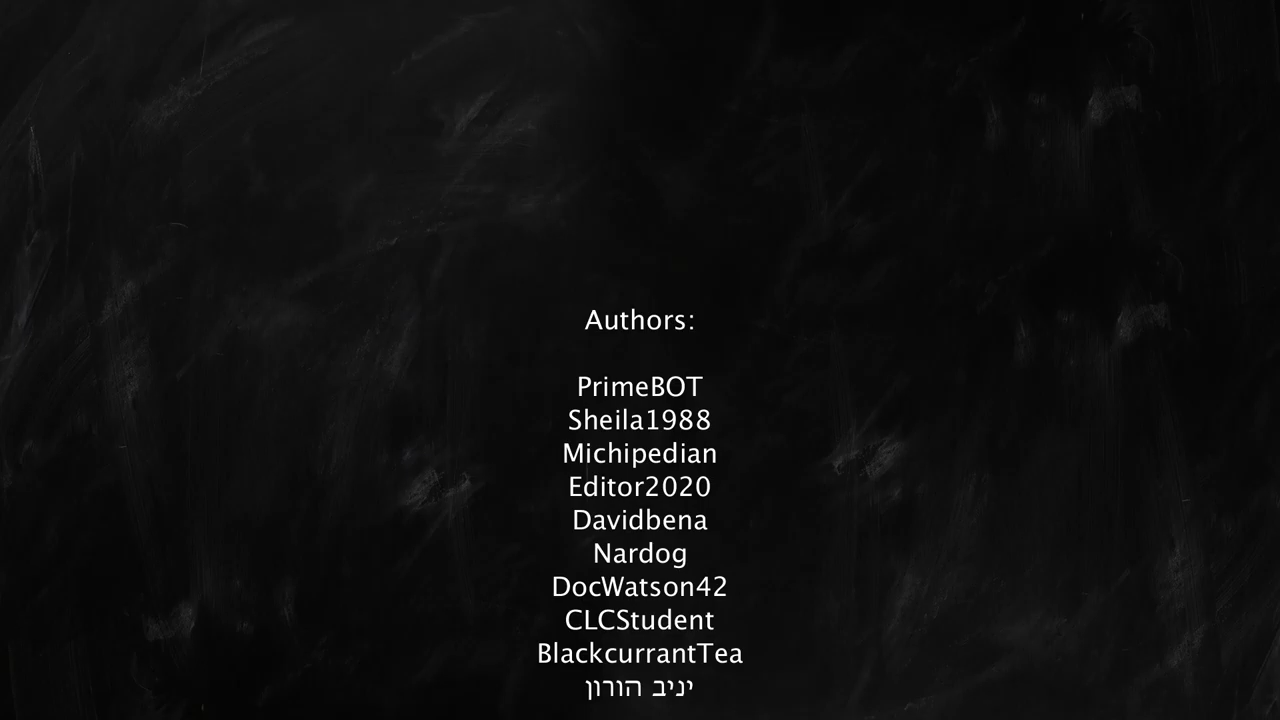 Authors:
PrimeBOT
Sheila1988
Michipedian
Editor2020
Davidbena
Nardog
DocWatson42
CLCStudent
BlackcurrantTea
יניב הורון